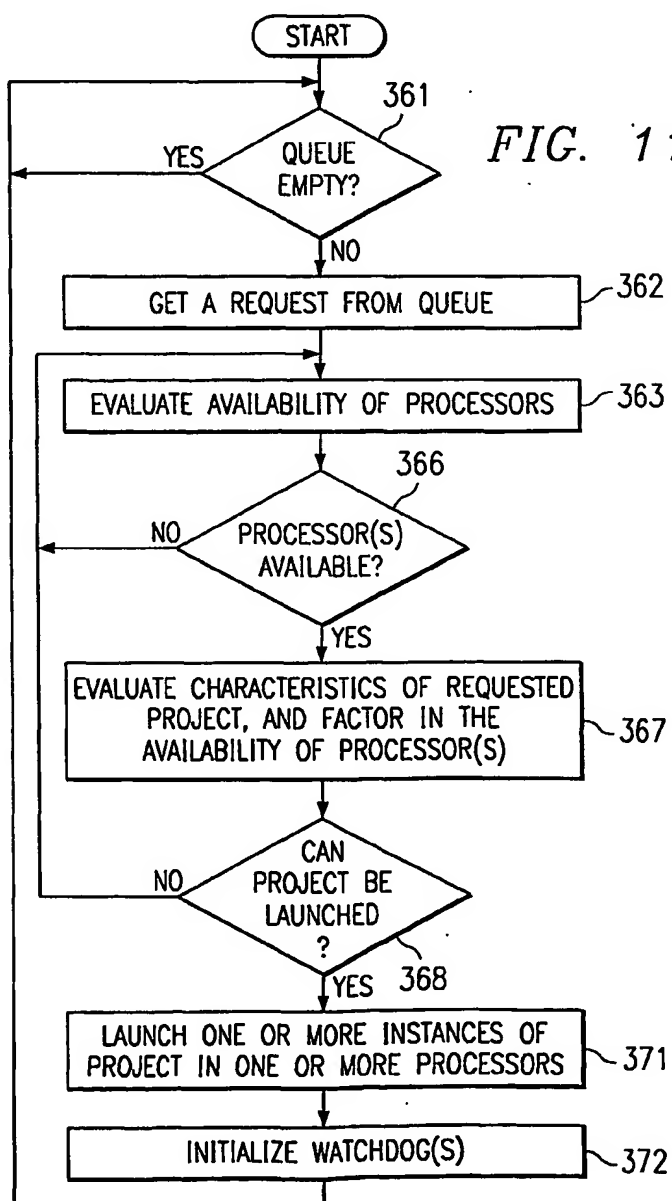 START
361
FIG. 11
YES
QUEUE
EMPTY?
NO
GET A REQUEST FROM QUEUE
362
EVALUATE AVAILABILITY OF PROCESSORS
363
366
NO
PROCESSOR(S)
AVAILABLE?
YES
EVALUATE CHARACTERISTICS OF REQUESTED
PROJECT, AND FACTOR IN THE
AVAILABILITY OF PROCESSOR(S)
367
NO
CAN
PROJECT BE
LAUNCHED
?
368
YES
LAUNCH ONE OR MORE INSTANCES OF
PROJECT IN ONE OR MORE PROCESSORS
371
INITIALIZE WATCHDOG(S)
372